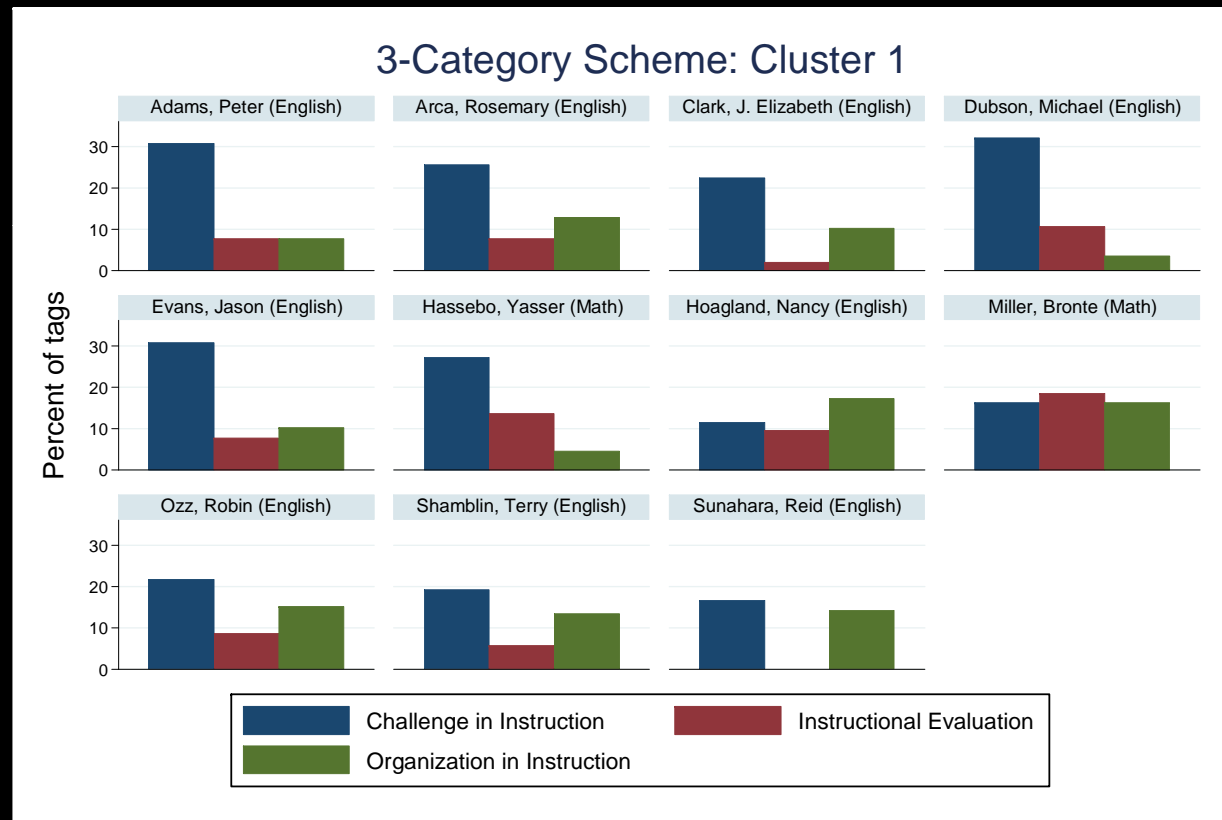 3-Category Scheme: Cluster 1
Adams, Peter (English)
Arca, Rosemary (English)
Clark, J. Elizabeth (English)
Dubson, Michael (English)
30
20
10
0
Evans, Jason (English)
Hassebo, Yasser (Math)
Hoagland, Nancy (English)
Miller, Bronte (Math)
30
20
10
0
Ozz, Robin (English)
Shamblin, Terry (English)
Sunahara, Reid (English)
30
20
10
0
Percent of tags
Challenge in Instruction
Instructional Evaluation
Organization in Instruction